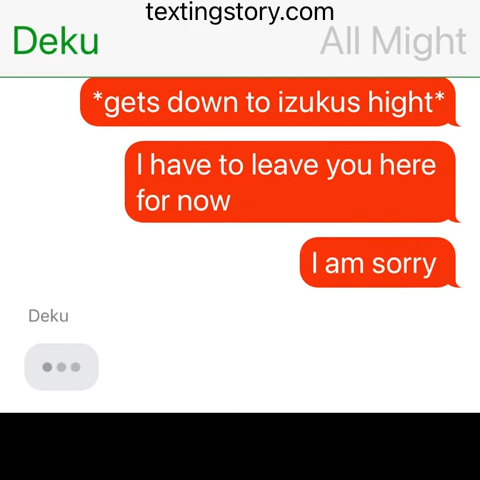 textingstory.com
Deku All Might
*gets down to izukus hight*
I have to leave you here
for now
I am sorry
Deku